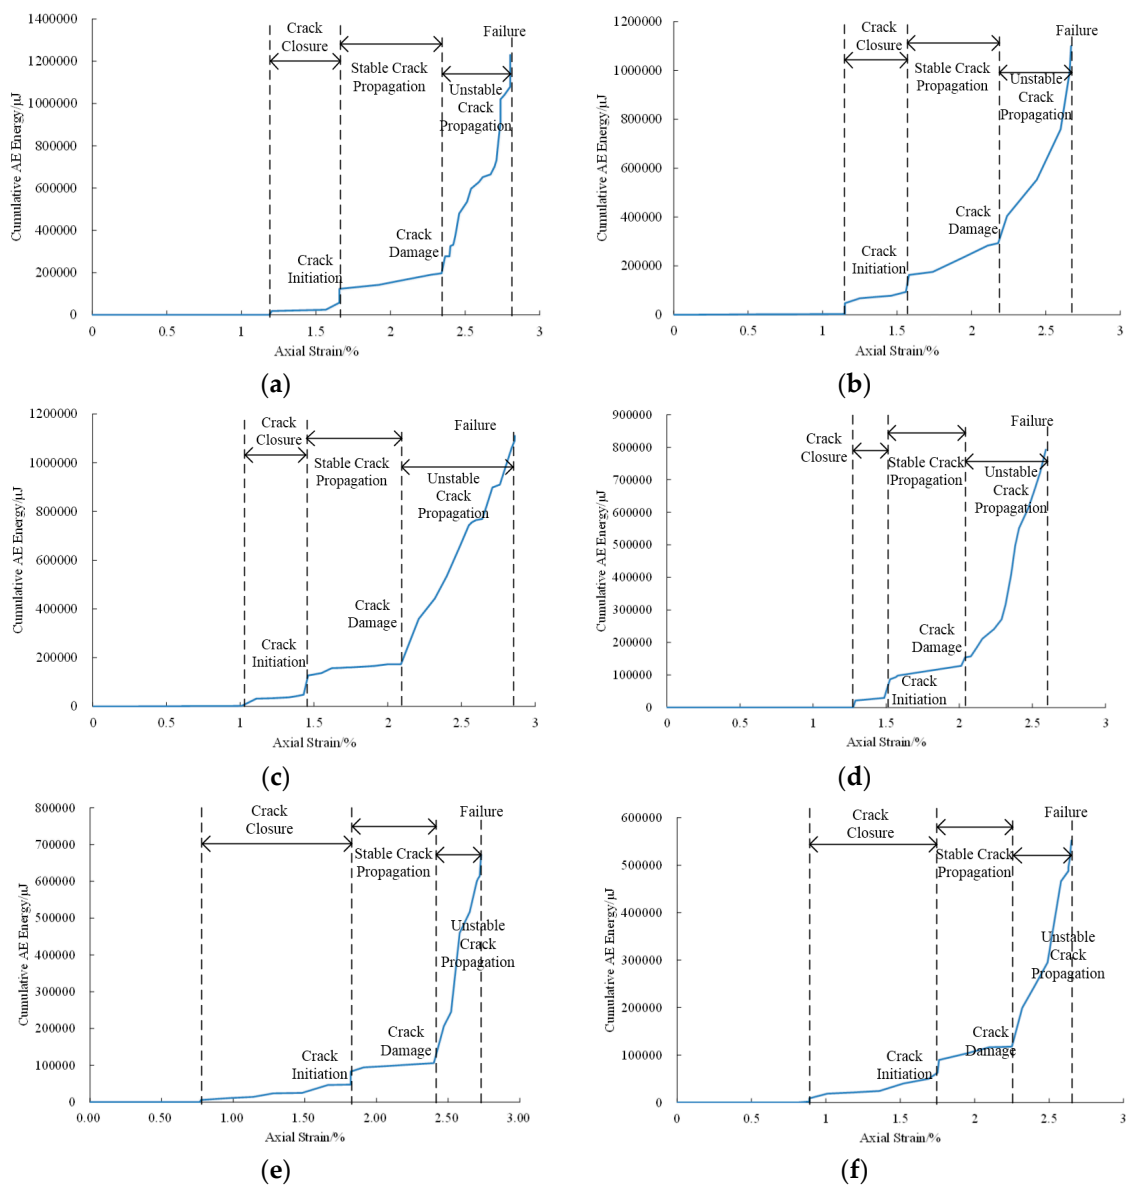 1400000
1200000
1000000
800000
600000
400000
200000
0
Cumulative AE Energy/μJ
0
0.5
1
1.5
2
2.5
3
Axial Strain/%
Crack
Closure
Stable Crack
Propagation
Failure
Unstable
Crack
Propagation
Crack
Damage
Crack
Initiation
(a)
1200000
1000000
800000
600000
400000
200000
0
Cumulative AE Energy/μJ
0
0.5
1
1.5
2
2.5
3
Axial Strain/%
Crack
Closure
Stable Crack
Propagation
Failure
Unstable
Crack
Propagation
Crack
Damage
Crack
Initiation
(b)
1200000
1000000
800000
600000
400000
200000
0
Cumulative AE Energy/μJ
0
0.5
1
1.5
2
2.5
3
Axial Strain/%
Crack
Closure
Stable Crack
Propagation
Failure
Unstable
Crack
Propagation
Crack
Damage
Crack
Initiation
(c)
900000
800000
700000
600000
500000
400000
300000
200000
100000
0
Cumulative AE Energy/μJ
0
0.5
1
1.5
2
2.5
3
Axial Strain/%
Crack
Closure
Stable Crack
Propagation
Failure
Unstable
Crack
Propagation
Crack
Damage
Crack
Initiation
(d)
800000
700000
600000
500000
400000
300000
200000
100000
0
Cumulative AE Energy/μJ
0.00
1.00
2.00
3.00
Axial Strain/%
Crack
Closure
Stable Crack
Propagation
Failure
Unstable
Crack
Propagation
Crack
Damage
Crack
Initiation
(e)
600000
500000
400000
300000
200000
100000
0
Cumulative AE Energy/μJ
0
1
1.5
2
2.5
3
Axial Strain/%
Crack
Closure
Stable Crack
Propagation
Failure
Unstable
Crack
Propagation
Crack
Damage
Crack
Initiation
(f)